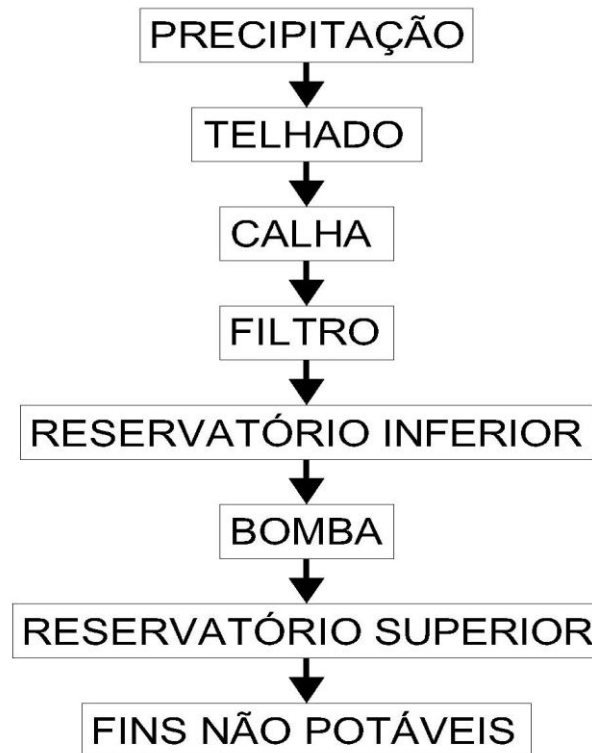 PRECIPITAÇÃO
TELHADO
CALHA
FILTRO
RESERVATÓRIO INFERIOR
BOMBA
RESERVATÓRIO SUPERIOR
FINS NÃO POTÁVEIS